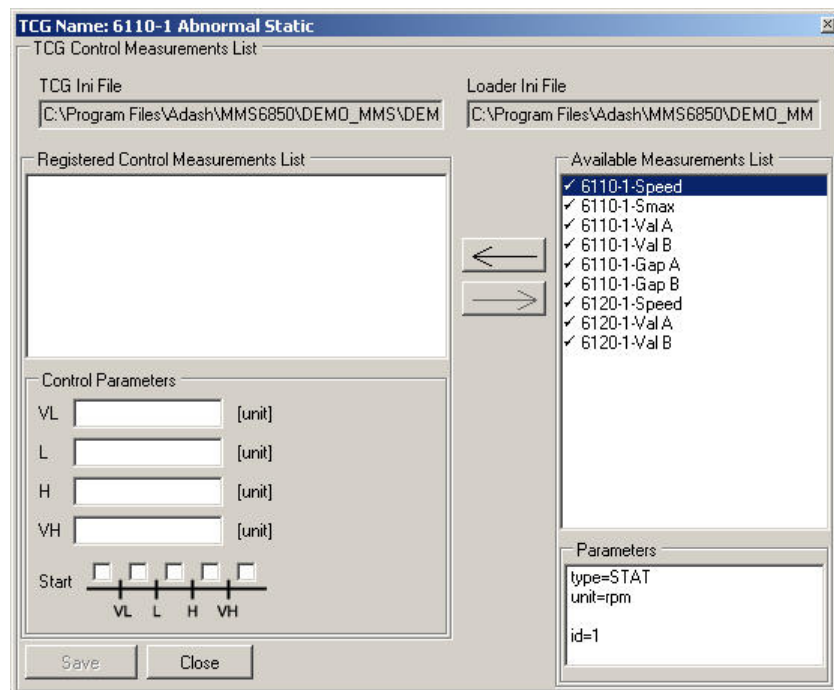 TCG Name: 6110-1 Abnormal Static
TCG Control Measurements List
TCG Ini File
C:\Program Files\Adash\MMS6850\DEMO_MMS\DEM
Loader Ini File
C:\Program Files\Adash\MMS6850\DEMO_MM
Registered Control Measurements List
Available Measurements List
6110-1-Speed
6110-1-Smax
6110-1-Val A
6110-1-Val B
6110-1-Gap A
6110-1-Gap B
6120-1-Speed
6120-1-Val A
6120-1-Val B
Control Parameters
VL [unit]
L [unit]
H [unit]
VH [unit]
Start
VL L H VH
Parameters
type=STAT
unit=rpm
id=1
Save Close